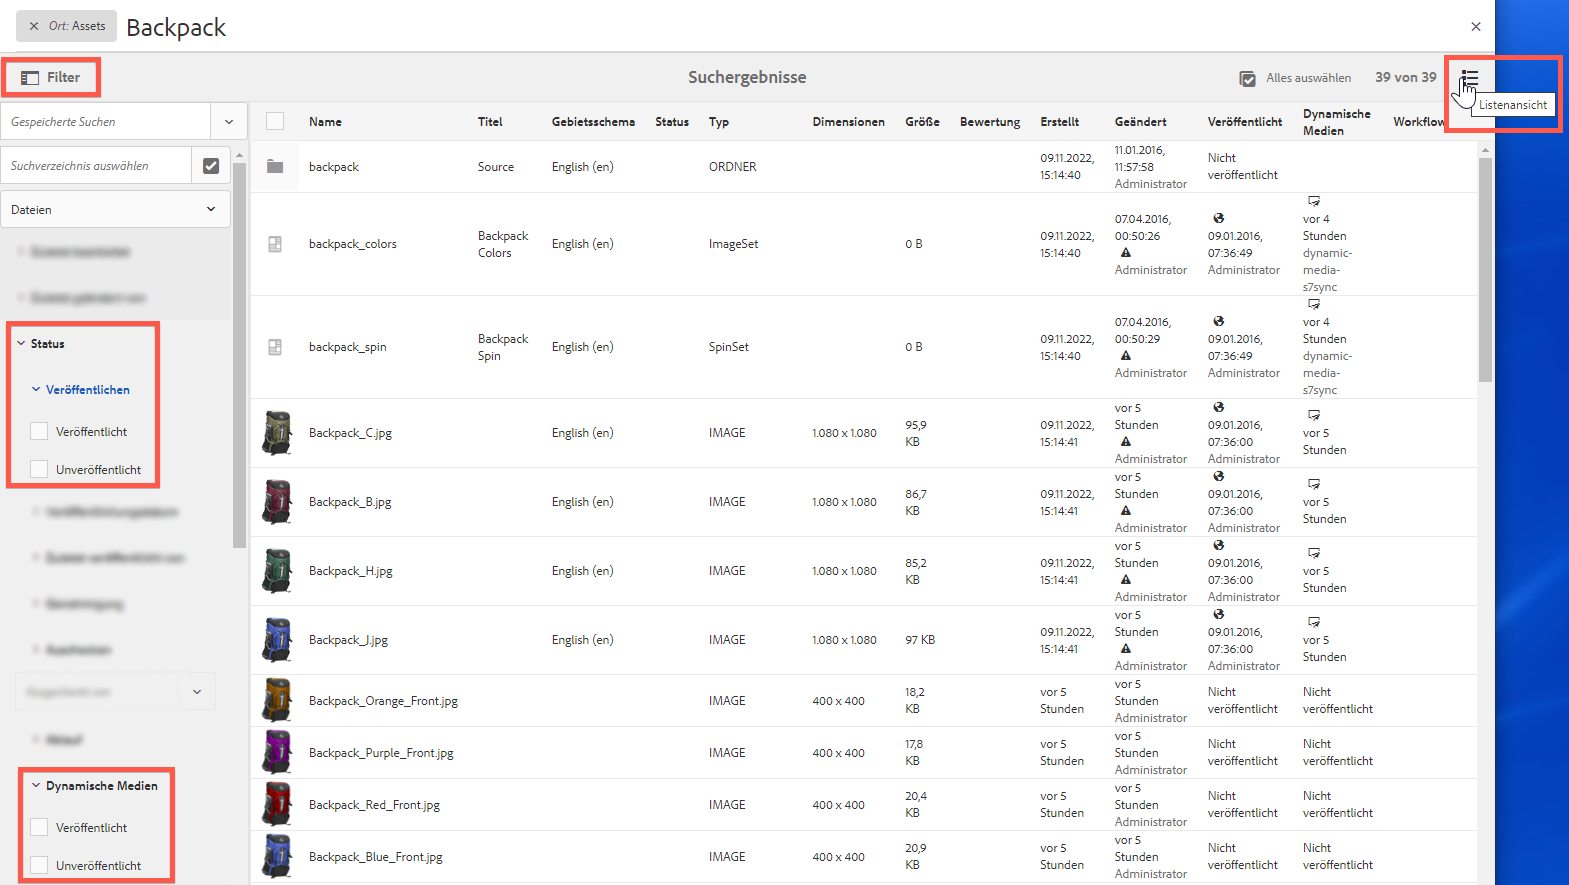 × Ort: Assets
Backpack
×
Filter
Suchergebnisse
Alles auswählen
39 von 39
Listenansicht
Gespeicherte Suchen
Suchverzeichnis auswählen
Dateien
Status
Veröffentlichen
Veröffentlicht
Unveröffentlicht
Dynamische Medien
Veröffentlicht
Unveröffentlicht
Name Titel Gebietsschema Status Typ Dimensionen Größe Bewertung Erstellt Geändert Veröffentlicht Dynamische Medien Workflow
backpack Source English (en) ORDNER 09.11.2022, 15:14:40 11.01.2016, 11:57:58 Administrator Nicht veröffentlicht
backpack_colors Backpack Colors English (en) ImageSet 0 B 09.11.2022, 15:14:40 07.04.2016, 00:50:26 Administrator 09.01.2016, 07:36:49 Administrator vor 4 Stunden dynamic-media-s7sync
backpack_spin Backpack Spin English (en) SpinSet 0 B 09.11.2022, 15:14:40 07.04.2016, 00:50:29 Administrator 09.01.2016, 07:36:49 Administrator vor 4 Stunden dynamic-media-s7sync
Backpack_C.jpg English (en) IMAGE 1.080 x 1.080 95,9 KB 09.11.2022, 15:14:41 vor 5 Stunden Administrator 09.01.2016, 07:36:00 Administrator vor 5 Stunden
Backpack_B.jpg English (en) IMAGE 1.080 x 1.080 86,7 KB 09.11.2022, 15:14:41 vor 5 Stunden Administrator 09.01.2016, 07:36:00 Administrator vor 5 Stunden
Backpack_H.jpg English (en) IMAGE 1.080 x 1.080 85,2 KB 09.11.2022, 15:14:41 vor 5 Stunden Administrator 09.01.2016, 07:36:00 Administrator vor 5 Stunden
Backpack_J.jpg English (en) IMAGE 1.080 x 1.080 97 KB 09.11.2022, 15:14:41 vor 5 Stunden Administrator 09.01.2016, 07:36:00 Administrator vor 5 Stunden
Backpack_Orange_Front.jpg IMAGE 400 x 400 18,2 KB vor 5 Stunden vor 5 Stunden Administrator Nicht veröffentlicht Nicht veröffentlicht
Backpack_Purple_Front.jpg IMAGE 400 x 400 17,8 KB vor 5 Stunden vor 5 Stunden Administrator Nicht veröffentlicht Nicht veröffentlicht
Backpack_Red_Front.jpg IMAGE 400 x 400 20,4 KB vor 5 Stunden vor 5 Stunden Administrator Nicht veröffentlicht Nicht veröffentlicht
Backpack_Blue_Front.jpg IMAGE 400 x 400 20,9 KB vor 5 Stunden vor 5 Stunden Administrator Nicht veröffentlicht Nicht veröffentlicht